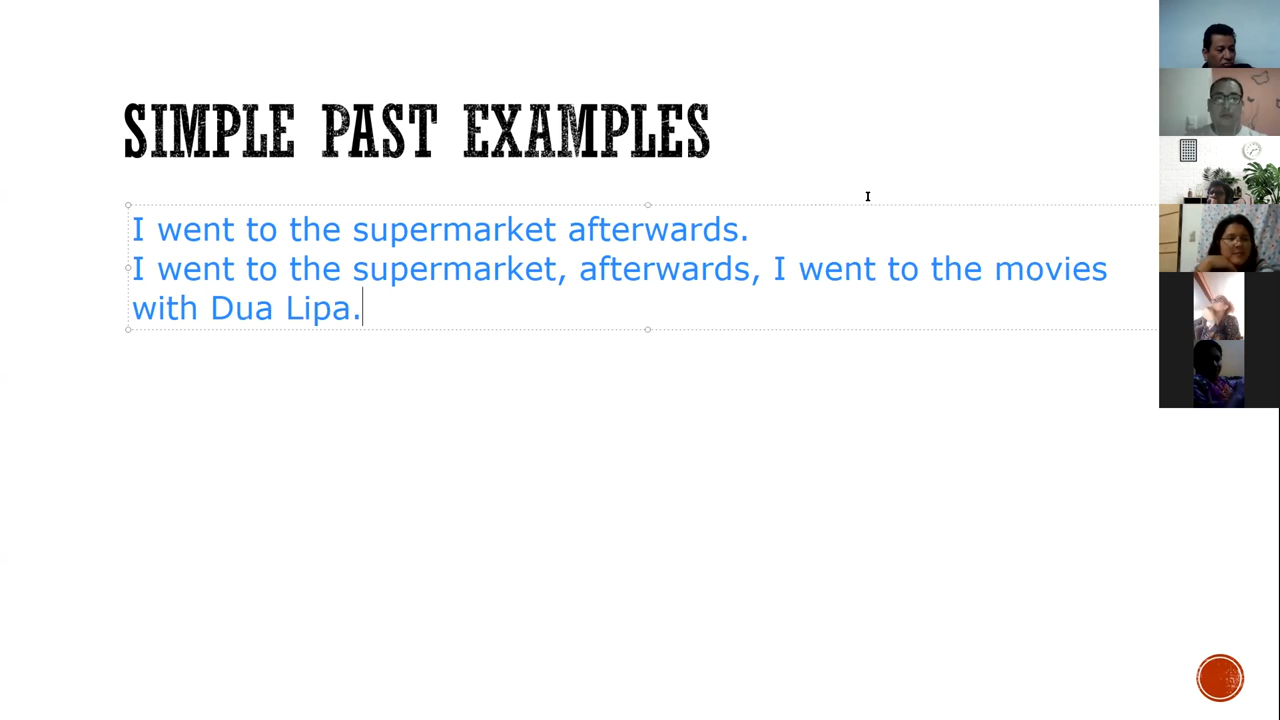 SIMPLE PAST EXAMPLES
I went to the supermarket afterwards.
I went to the supermarket, afterwards, I went to the movies
with Dua Lipa.